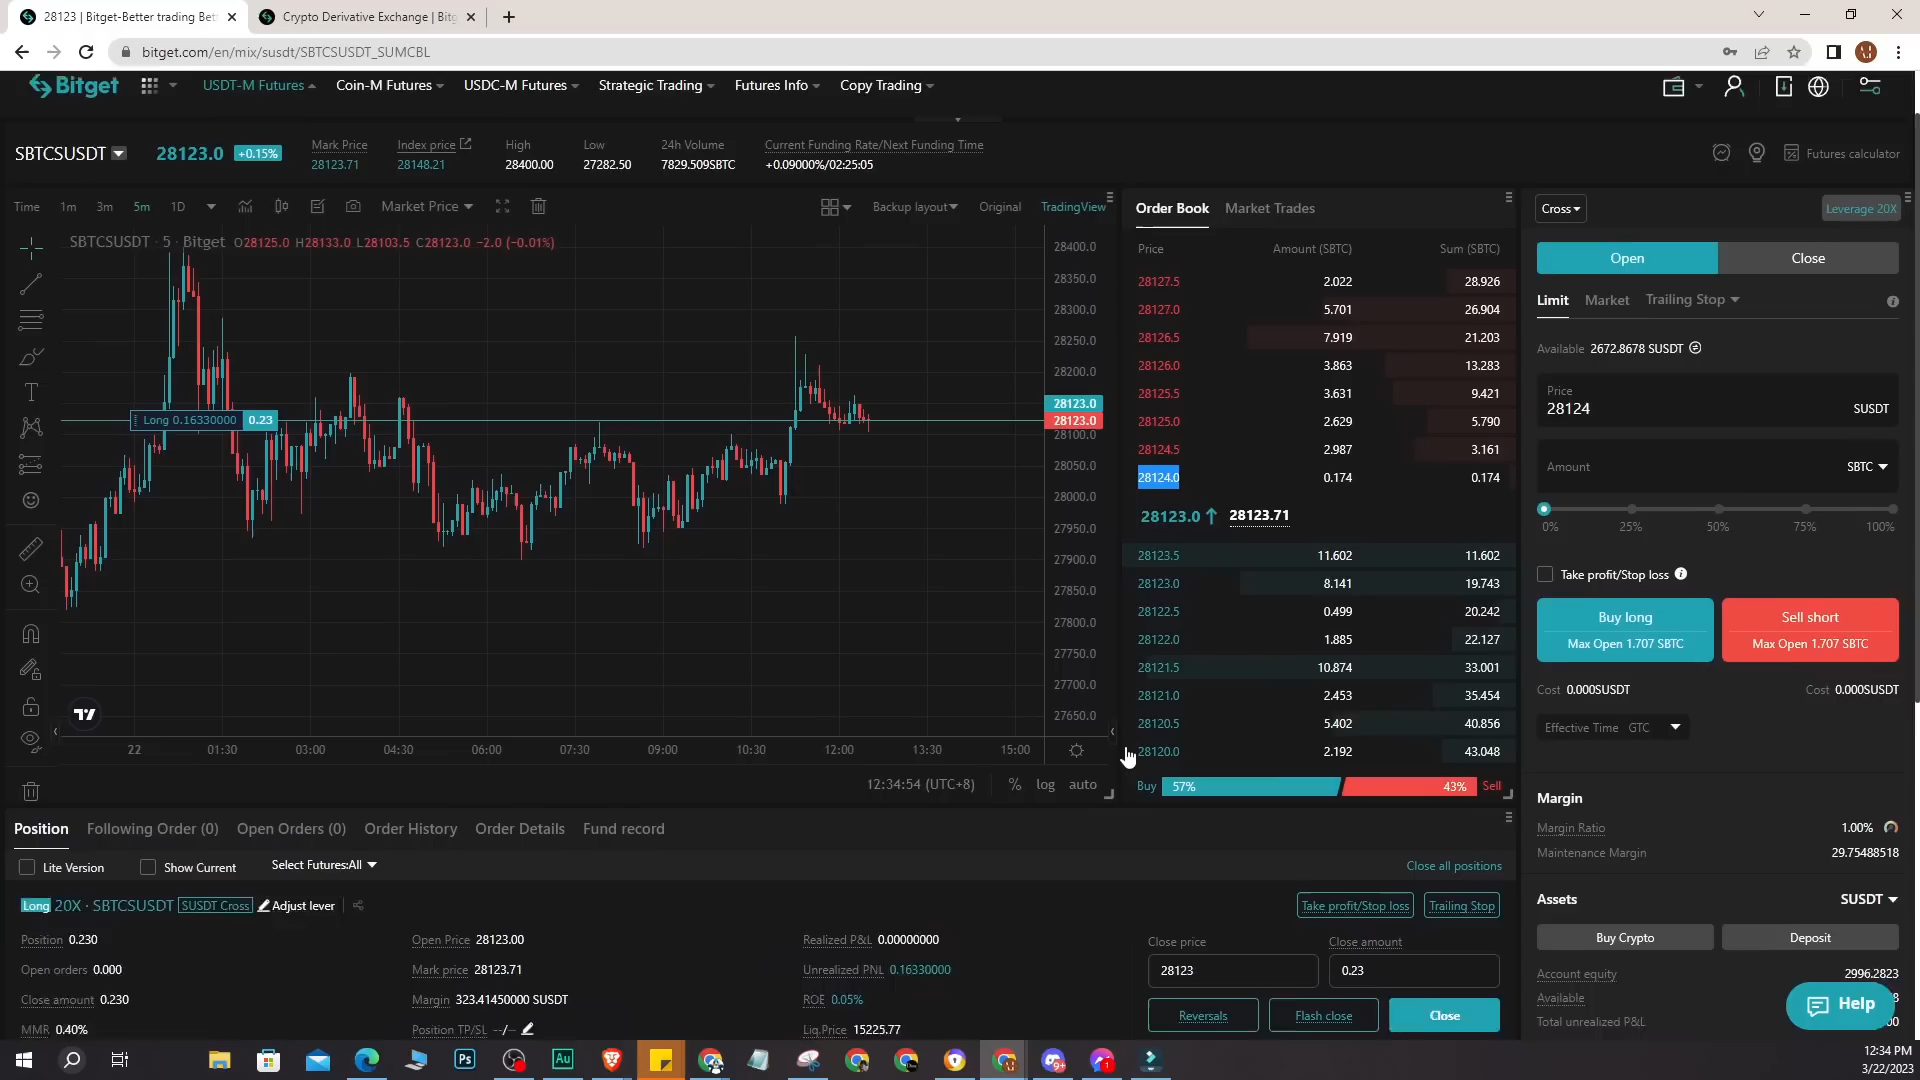 28123 | Bitget-Better trading Bet
Crypto Derivative Exchange | Bitg
bitget.com/en/mix/susdt/SBTCSUSDT_SUMCBL
Bitget
USDT-M Futures
Coin-M Futures
USDC-M Futures
Strategic Trading
Futures Info
Copy Trading
SBTCSUSDT
28123.0
+0.15%
Mark Price
28123.71
Index price
28148.21
High
28400.00
Low
27282.50
24h Volume
7829.509SBTC
Current Funding Rate/Next Funding Time
+0.09000%/02:25:05
Futures calculator
Time 1m 3m 5m 1D
Market Price
Backup layout
Original
TradingView
SBTCSUSDT · 5 · Bitget O28125.0 H28133.0 L28103.5 C28123.0 −2.0 (−0.01%)
Long 0.16330000 0.23
28400.0
28350.0
28300.0
28250.0
28200.0
28123.0
28123.0
28100.0
28050.0
28000.0
27950.0
27900.0
27850.0
27800.0
27750.0
27700.0
27650.0
22 01:30 03:00 04:30 06:00 07:30 09:00 10:30 12:00 13:30 15:00
12:34:54 (UTC+8) % log auto
Order Book Market Trades
Price Amount (SBTC) Sum (SBTC)
28127.5 2.022 28.926
28127.0 5.701 26.904
28126.5 7.919 21.203
28126.0 3.863 13.283
28125.5 3.631 9.421
28125.0 2.629 5.790
28124.5 2.987 3.161
28124.0 0.174 0.174
28123.0 ↑ 28123.71
28123.5 11.602 11.602
28123.0 8.141 19.743
28122.5 0.499 20.242
28122.0 1.885 22.127
28121.5 10.874 33.001
28121.0 2.453 35.454
28120.5 5.402 40.856
28120.0 2.192 43.048
Buy 57% 43% Sell
Cross
Leverage 20X
Open
Close
Limit Market Trailing Stop
Available 2672.8678 SUSDT
Price
28124 USDT
Amount SBTC
0% 25% 50% 75% 100%
Take profit/Stop loss
Buy long
Max Open 1.707 SBTC
Sell short
Max Open 1.707 SBTC
Cost 0.000SUSDT
Cost 0.000SUSDT
Effective Time GTC
Margin
Margin Ratio 1.00%
Maintenance Margin 29.75488518
Assets SUSDT
Buy Crypto
Deposit
Account equity 2996.2823
Available
Total unrealized P&L
Help
Position Following Order (0) Open Orders (0) Order History Order Details Fund record
Lite Version Show Current Select Futures:All
Close all positions
Long 20X · SBTCSUSDT SUSDT Cross Adjust lever
Take profit/Stop loss
Trailing Stop
Position 0.230
Open Price 28123.00
Realized P&L 0.00000000
Close price
Close amount
Open orders 0.000
Mark price 28123.71
Unrealized PNL 0.16330000
28123
0.23
Close amount 0.230
Margin 323.41450000 SUSDT
ROE 0.05%
Reversals
Flash close
Close
MMR 0.40%
Position TP/SL --/--
Liq.Price 15225.77
Ps
Au
9+
1
12:34 PM
3/22/2023